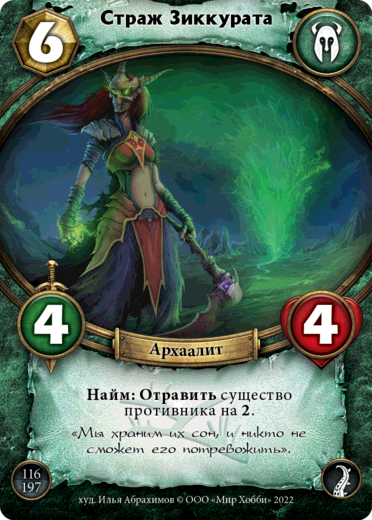 Страж Зиккурата
6
4
4
Архаалит
Найм: Отравить существо
противника на 2.
«Мы храним их сон, и никто не
сможет его потревожить».
116
197
худ. Илья Абрахимов © ООО «Мир Хобби» 2022